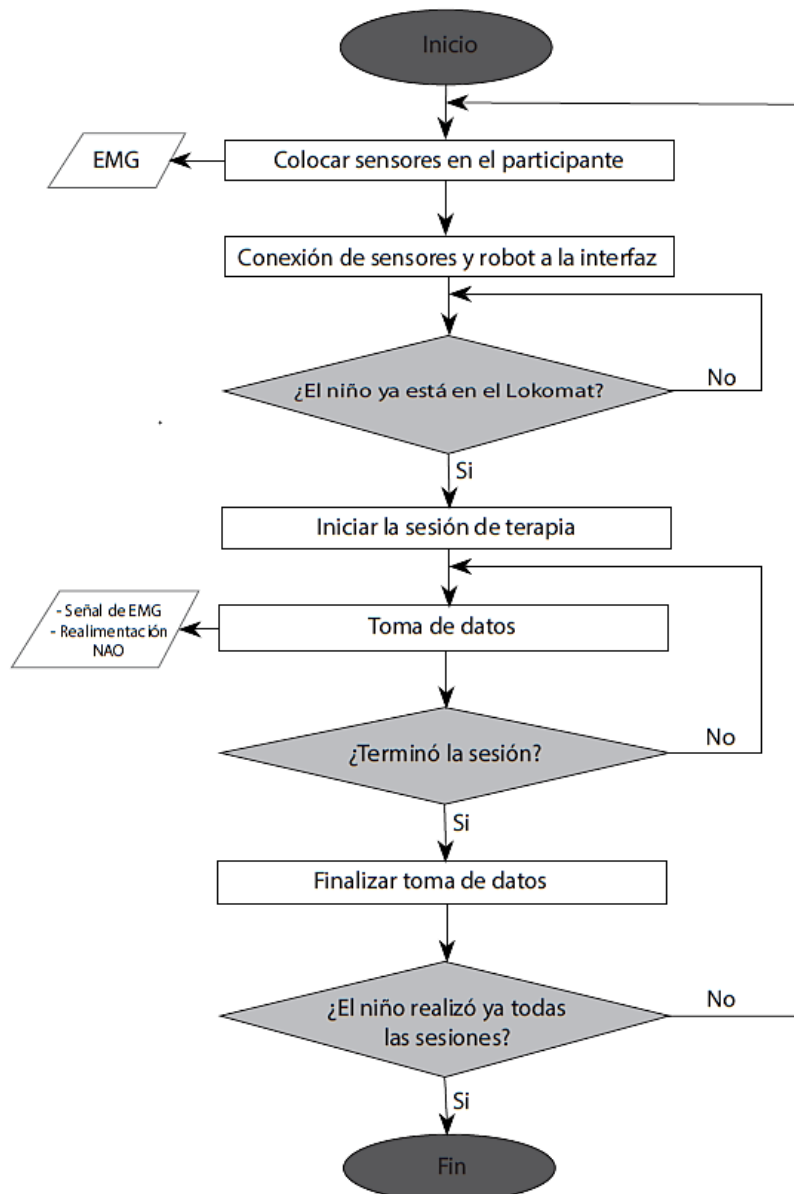 Inicio
EMG
Colocar sensores en el participante
Conexión de sensores y robot a la interfaz
¿El niño ya está en el Lokomat?
No
Si
Iniciar la sesión de terapia
- Señal de EMG
- Realimentación
NAO
Toma de datos
¿Terminó la sesión?
No
Si
Finalizar toma de datos
¿El niño realizó ya todas
las sesiones?
No
Si
Fin